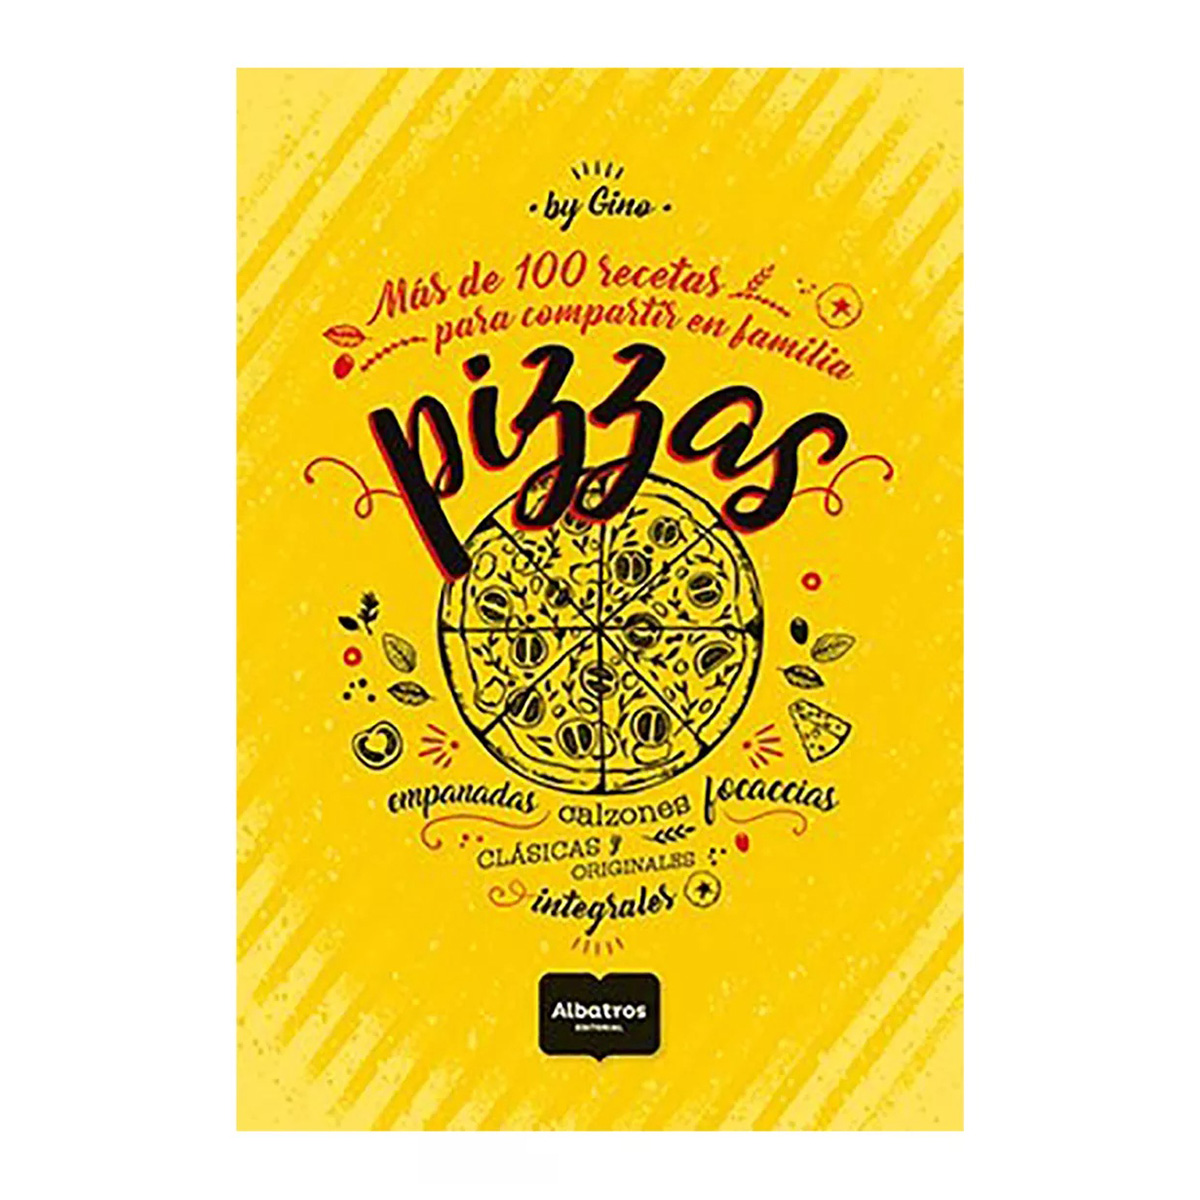 • by Gino •
Más de 100 recetas
para compartir en familia
pizzas
empanadas calzones focaccias
CLÁSICAS y
ORIGINALES
integrales
Albatros
EDITORIAL